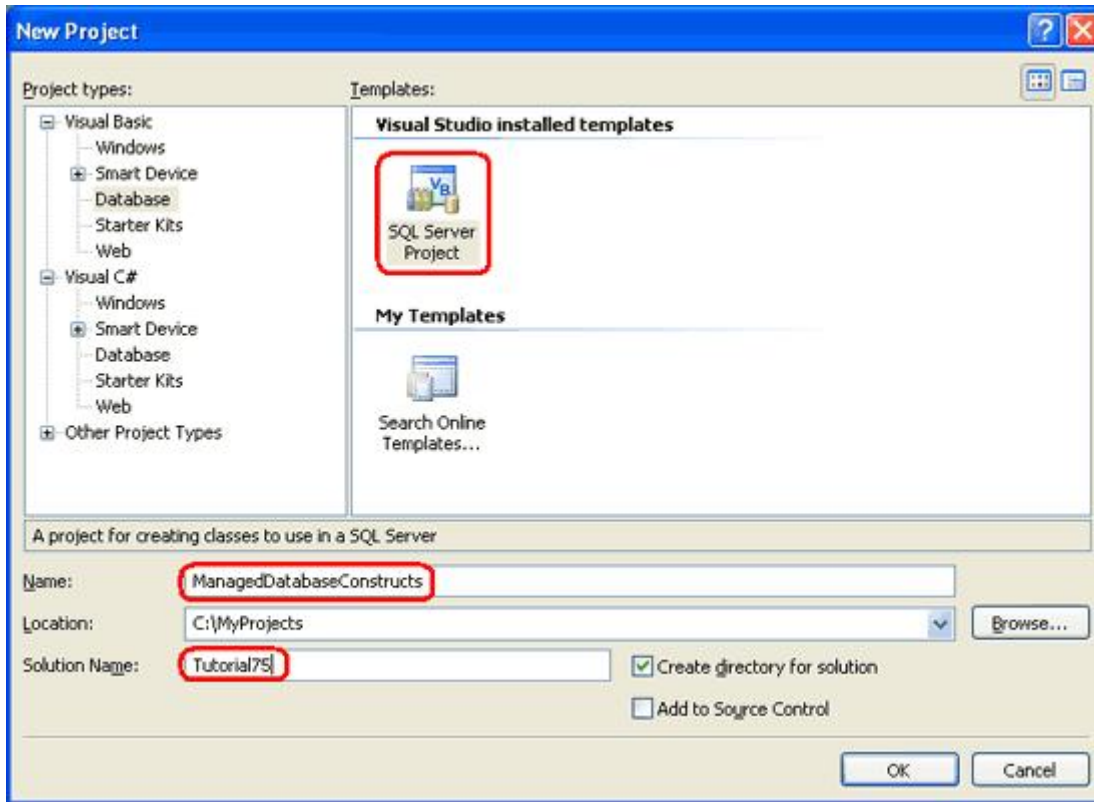 New Project
Project types:
Templates:
Visual Basic
Windows
Smart Device
Database
Starter Kits
Web
Visual C#
Windows
Smart Device
Database
Starter Kits
Web
Other Project Types
Visual Studio installed templates
VB
SQL Server
Project
My Templates
Search Online
Templates...
A project for creating classes to use in a SQL Server
Name:
ManagedDatabaseConstructs
Location:
C:\MyProjects
Browse...
Solution Name:
Tutorial75
Create directory for solution
Add to Source Control
OK
Cancel